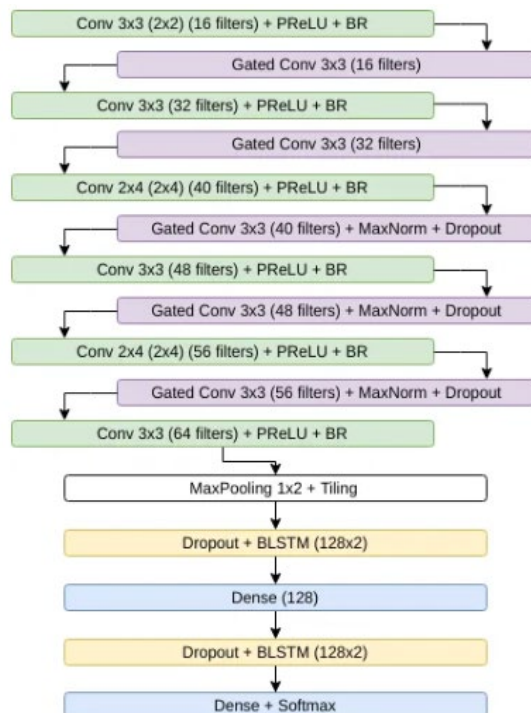 Conv 3x3 (2x2) (16 filters) + PReLU + BR
Gated Conv 3x3 (16 filters)
Conv 3x3 (32 filters) + PReLU + BR
Gated Conv 3x3 (32 filters)
Conv 2x4 (2x4) (40 filters) + PReLU + BR
Gated Conv 3x3 (40 filters) + MaxNorm + Dropout
Conv 3x3 (48 filters) + PReLU + BR
Gated Conv 3x3 (48 filters) + MaxNorm + Dropout
Conv 2x4 (2x4) (56 filters) + PReLU + BR
Gated Conv 3x3 (56 filters) + MaxNorm + Dropout
Conv 3x3 (64 filters) + PReLU + BR
MaxPooling 1x2 + Tiling
Dropout + BLSTM (128x2)
Dense (128)
Dropout + BLSTM (128x2)
Dense + Softmax